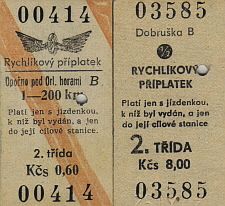 00414
Rychlíkový příplatek
Opočno pod Orl. horami B
1—200 km
Platí jen s jízdenkou,
k níž byl vydán, a jen
do její cílové stanice.
2. třída
Kčs 0,60
00414
03585
Dobruška B
½
RYCHLÍKOVÝ
PŘÍPLATEK
Platí jen s jízdenkou,
k níž byl vydán, a jen
do její cílové stanice
2. TŘÍDA
Kčs 8,00
03585